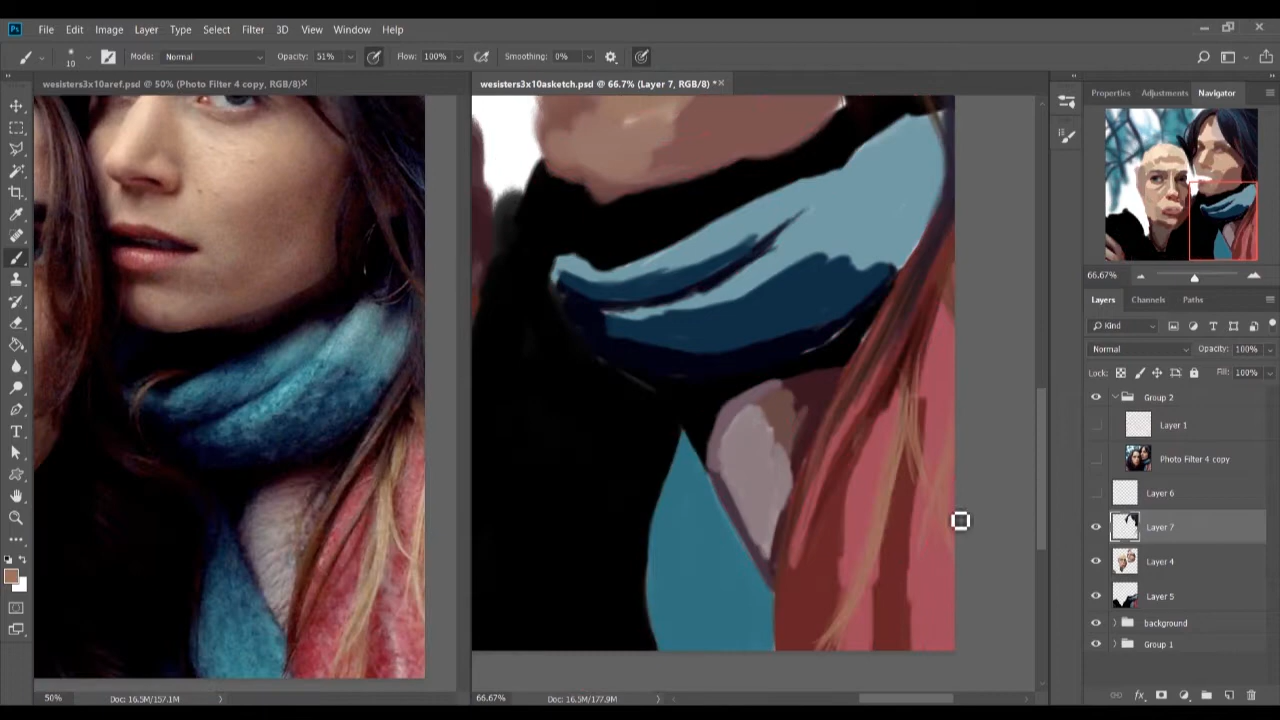 Ps File Edit Image Layer Type Select Filter 3D View Window Help
10 Mode: Normal Opacity: 51% Flow: 100% Smoothing: 0%
wesisters3x10aref.psd @ 50% (Photo Filter 4 copy, RGB/8)
wesisters3x10asketch.psd @ 66.7% (Layer 7, RGB/8) *
Properties Adjustments Navigator
66.67%
Layers Channels Paths
Kind
Normal Opacity: 100%
Lock: Fill: 100%
Group 2
Layer 1
Photo Filter 4 copy
Layer 6
Layer 7
Layer 4
Layer 5
background
Group 1
fx
50% Doc: 16.5M/157.1M
66.67% Doc: 16.5M/177.9M